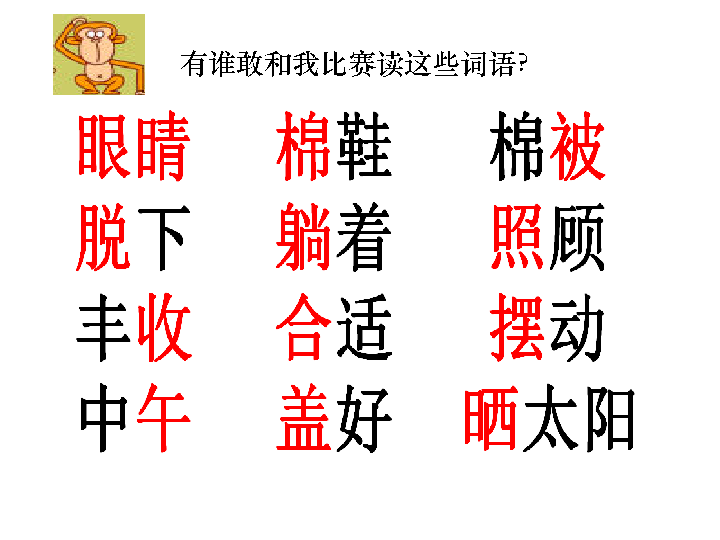 有谁敢和我比赛读这些词语?
眼睛 棉鞋 棉被
脱下 躺着 照顾
丰收 合适 摆动
中午 盖好 晒太阳